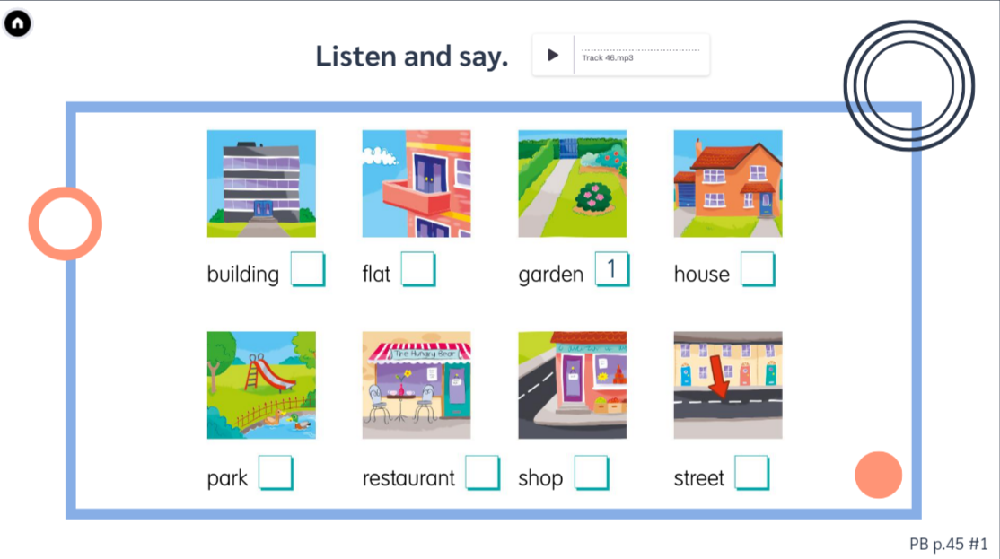 Listen and say.
Track 46.mp3
building
flat
garden 1
house
The Hungry Bear
park
restaurant
shop
street
PB p.45 #1